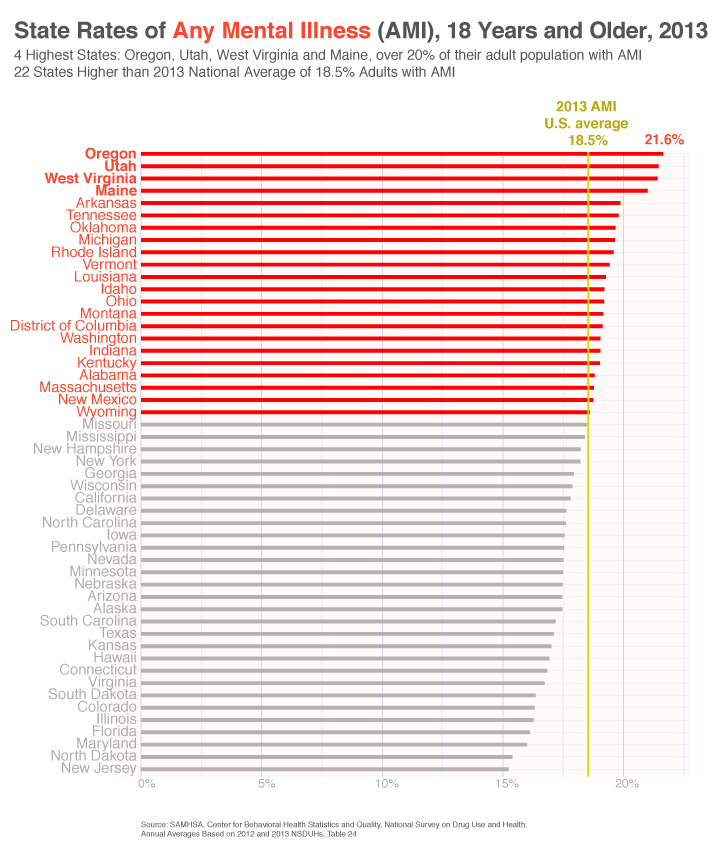 State Rates of Any Mental Illness (AMI), 18 Years and Older, 2013
4 Highest States: Oregon, Utah, West Virginia and Maine, over 20% of their adult population with AMI
22 States Higher than 2013 National Average of 18.5% Adults with AMI
2013 AMI
U.S. average
18.5%
21.6%
Oregon
Utah
West Virginia
Maine
Arkansas
Tennessee
Oklahoma
Michigan
Rhode Island
Vermont
Louisiana
Idaho
Ohio
Montana
District of Columbia
Washington
Indiana
Kentucky
Alabama
Massachusetts
New Mexico
Wyoming
Missouri
Mississippi
New Hampshire
New York
Georgia
Wisconsin
California
Delaware
North Carolina
Iowa
Pennsylvania
Nevada
Minnesota
Nebraska
Arizona
Alaska
South Carolina
Texas
Kansas
Hawaii
Connecticut
Virginia
South Dakota
Colorado
Illinois
Florida
Maryland
North Dakota
New Jersey
0% 5% 10% 15% 20%
Source: SAMHSA, Center for Behavioral Health Statistics and Quality, National Survey on Drug Use and Health,
Annual Averages Based on 2012 and 2013 NSDUHs, Table 24